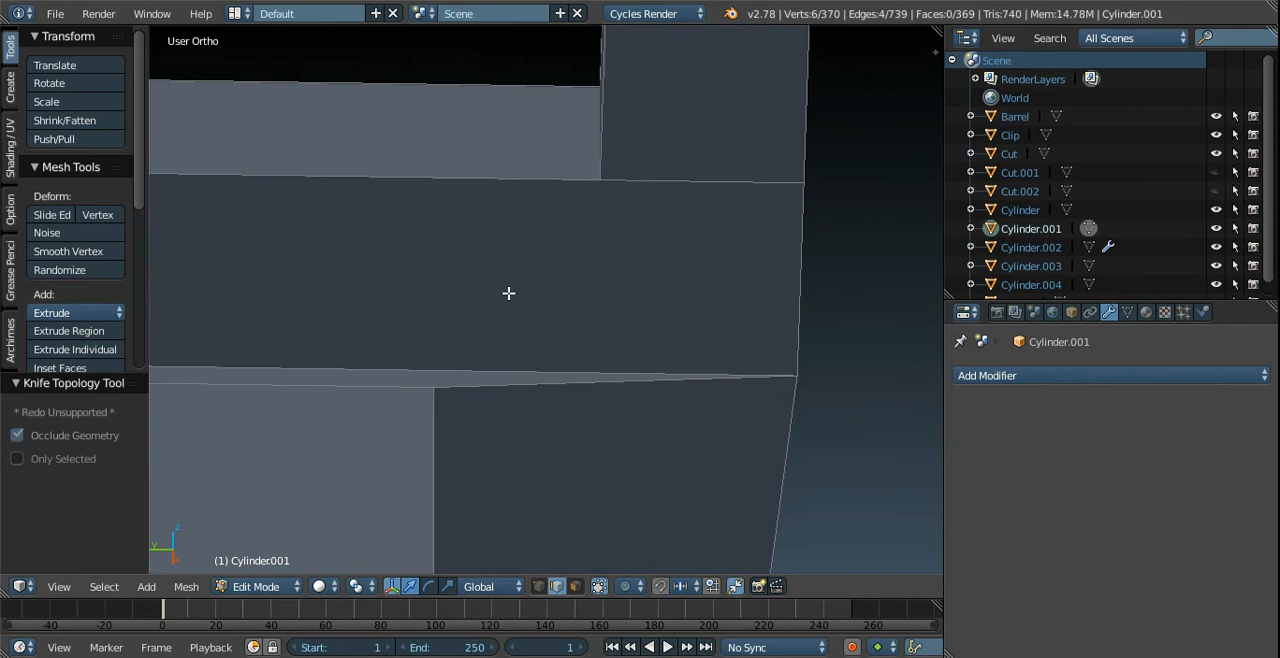 File Render Window Help Default Scene Cycles Render v2.78 | Verts:6/370 | Edges:4/739 | Faces:0/369 | Tris:740 | Mem:14.78M | Cylinder.001
Tools
Create
Shading / UV
Option
Grease Penci
Archimes
Transform
Translate
Rotate
Scale
Shrink/Fatten
Push/Pull
Mesh Tools
Deform:
Slide Ed Vertex
Noise
Smooth Vertex
Randomize
Add:
Extrude
Extrude Region
Extrude Individual
Inset Faces
Knife Topology Tool
* Redo Unsupported *
Occlude Geometry
Only Selected
User Ortho
z
y
x
(1) Cylinder.001
View Search All Scenes
Scene
RenderLayers
World
Barrel
Clip
Cut
Cut.001
Cut.002
Cylinder
Cylinder.001
Cylinder.002
Cylinder.003
Cylinder.004
Cylinder.001
Add Modifier
View Select Add Mesh Edit Mode Global
-40 -20 0 20 40 60 80 100 120 140 160 180 200 220 240 260
View Marker Frame Playback Start: 1 End: 250 1 No Sync